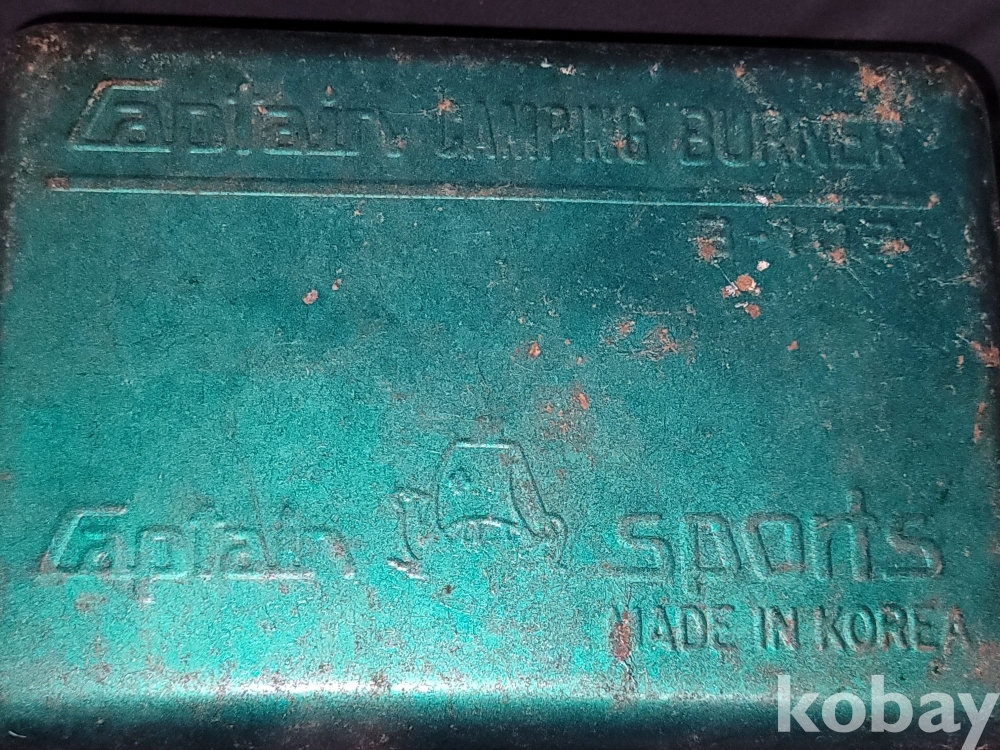 Captain CAMPING BURNER
Captain sports
MADE IN KOREA
kobay